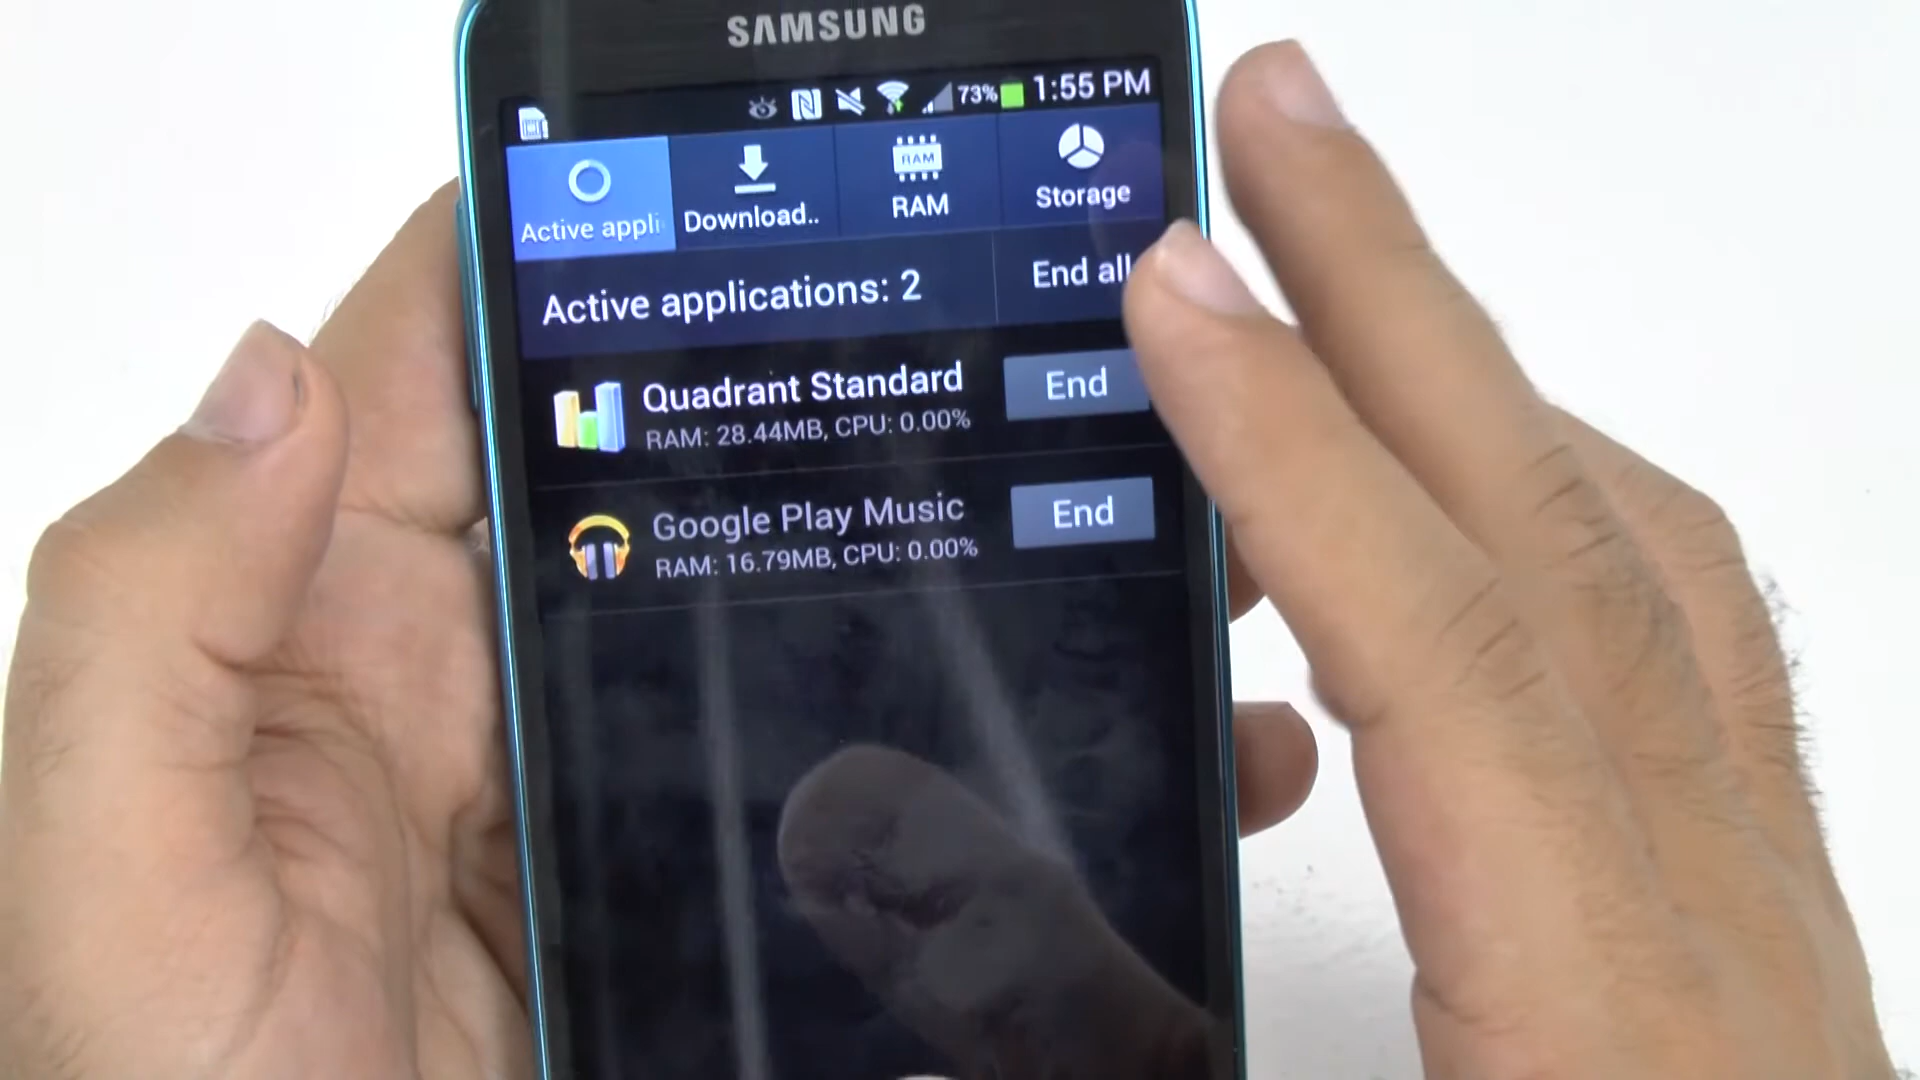 SAMSUNG
73% 1:55 PM
Active appli
Download..
RAM
RAM
Storage
Active applications: 2
End all
Quadrant Standard
RAM: 28.44MB, CPU: 0.00%
End
Google Play Music
RAM: 16.79MB, CPU: 0.00%
End